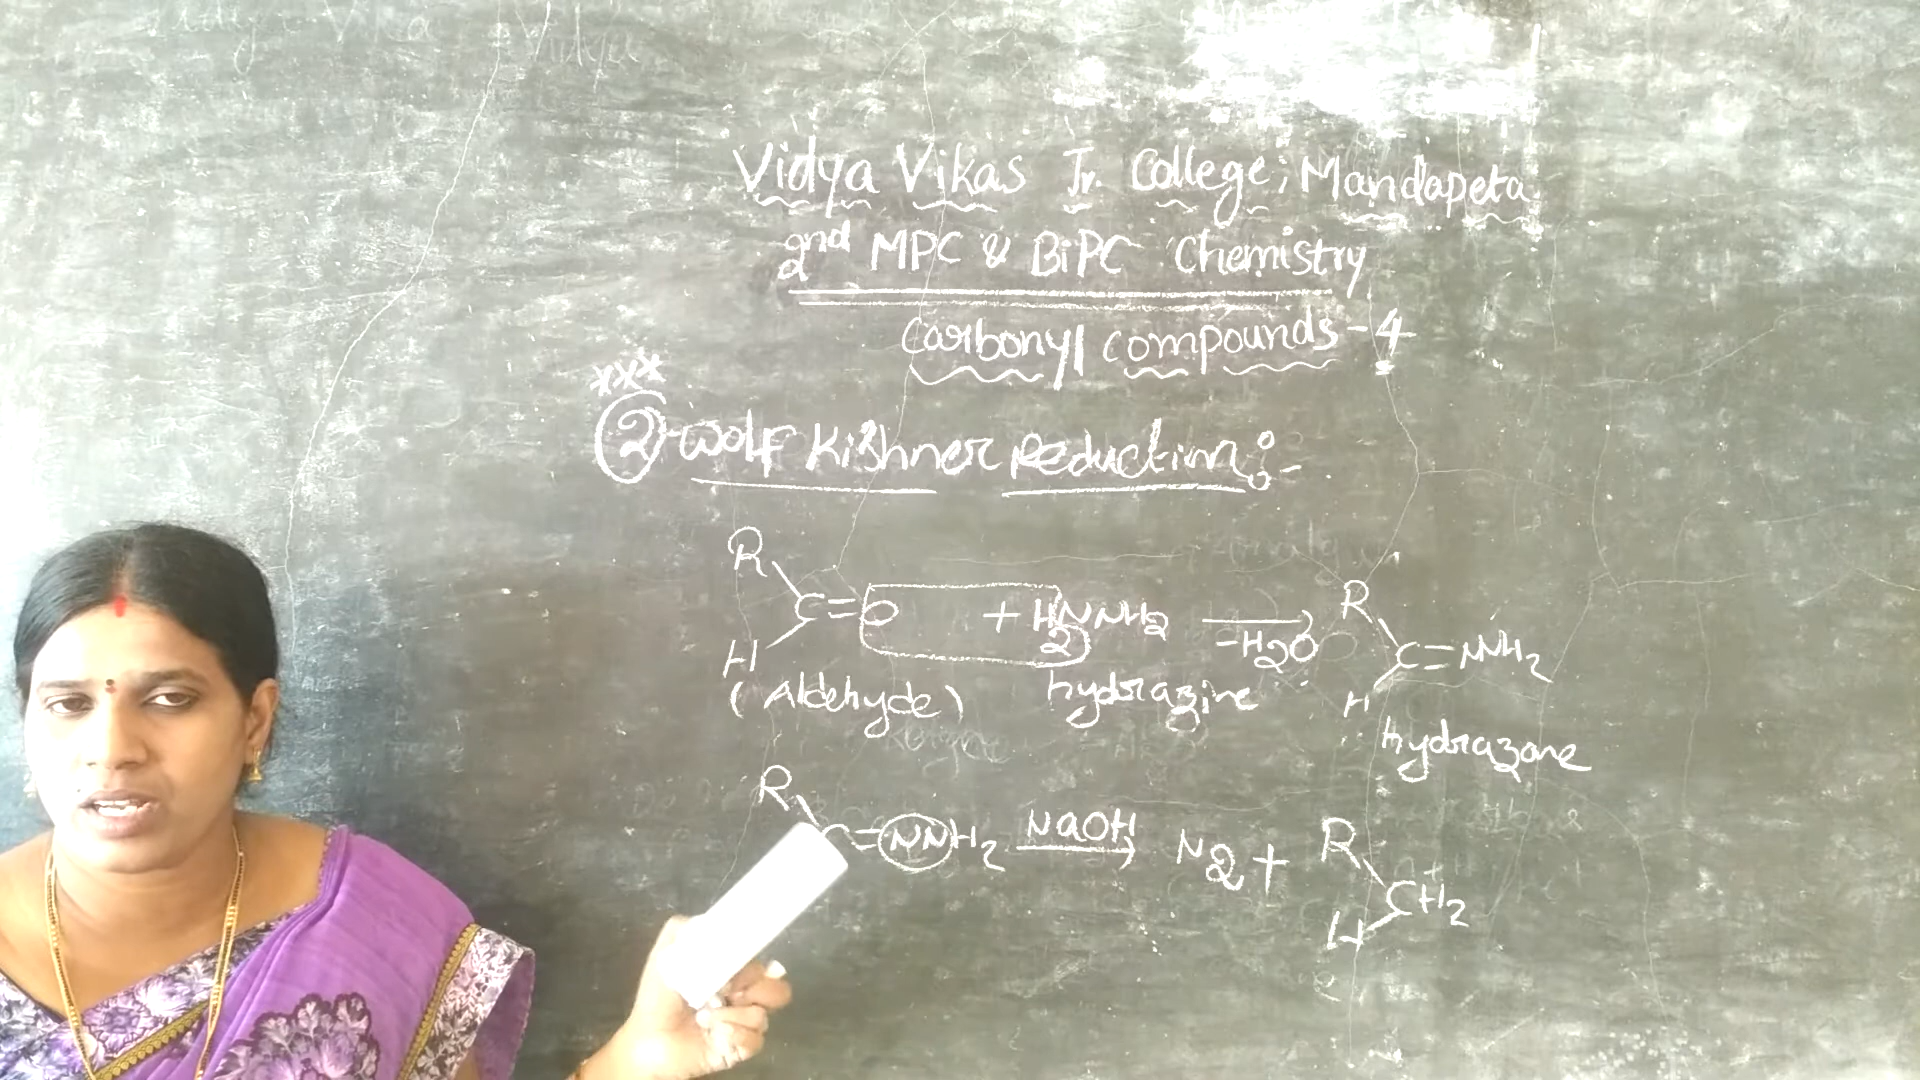 Vidya Vikas Jr. College; Mandapeta
2nd MPC & BiPC Chemistry
Carbonyl compounds - 4
***
② Wolf Kishner Reduction :-
R
C=O + H2NNH2 → -H2O
H
(Aldehyde) hydrazine
R
C=NNH2
H
hydrazone
R
C=NNH2 NaOH → N2 +
R
CH2
H